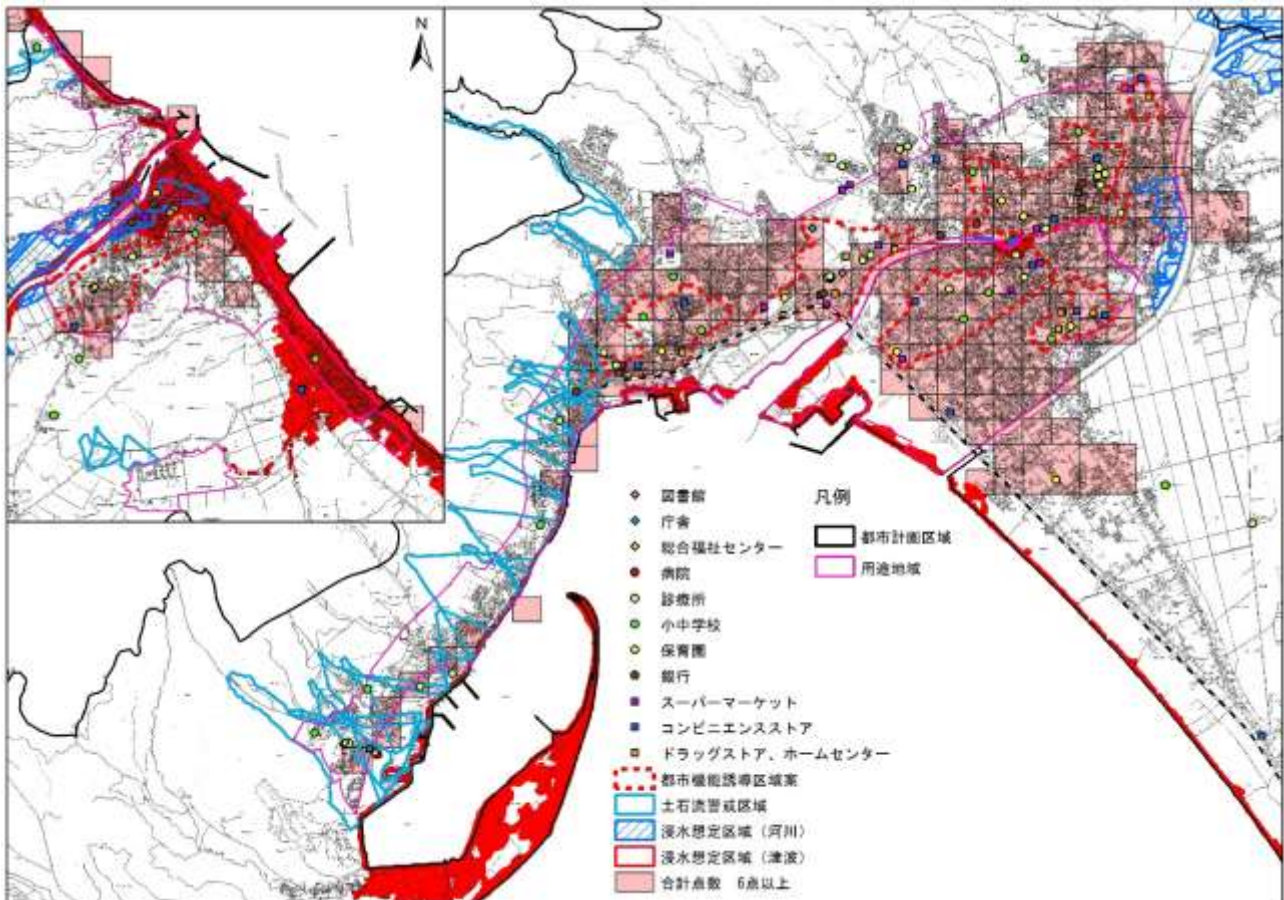 N
図書館
庁舎
総合福祉センター
病院
診療所
小中学校
保育園
銀行
スーパーマーケット
コンビニエンスストア
ドラッグストア、ホームセンター
都市機能誘導区域案
土石流警戒区域
浸水想定区域（河川）
浸水想定区域（津波）
合計点数　6点以上
凡例
都市計画区域
用途地域